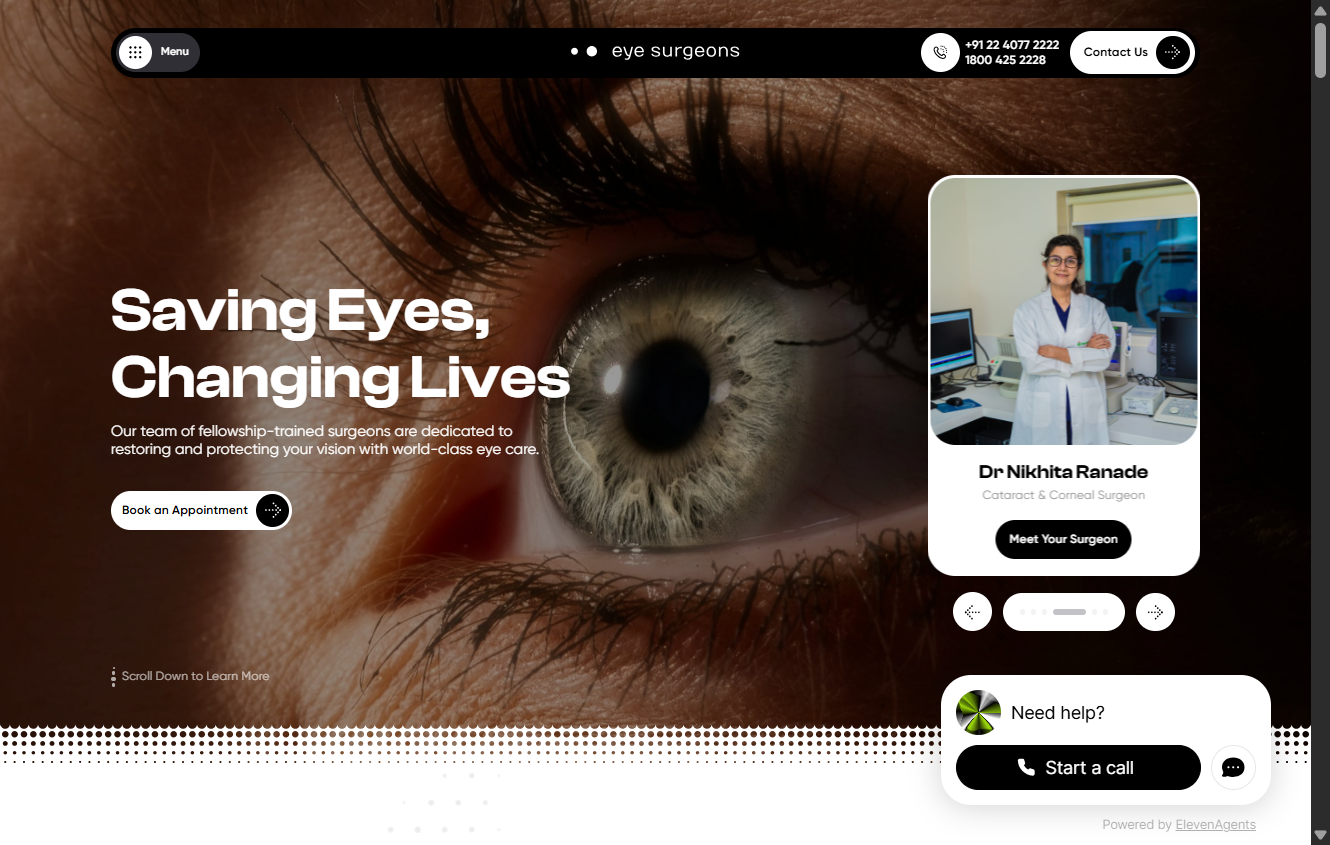 Menu
eye surgeons
+91 22 4077 2222
1800 425 2228
Contact Us
Saving Eyes,
Changing Lives
Our team of fellowship-trained surgeons are dedicated to
restoring and protecting your vision with world-class eye care.
Book an Appointment
Dr Nikhita Ranade
Cataract & Corneal Surgeon
Meet Your Surgeon
Scroll Down to Learn More
Need help?
Start a call
Powered by ElevenAgents